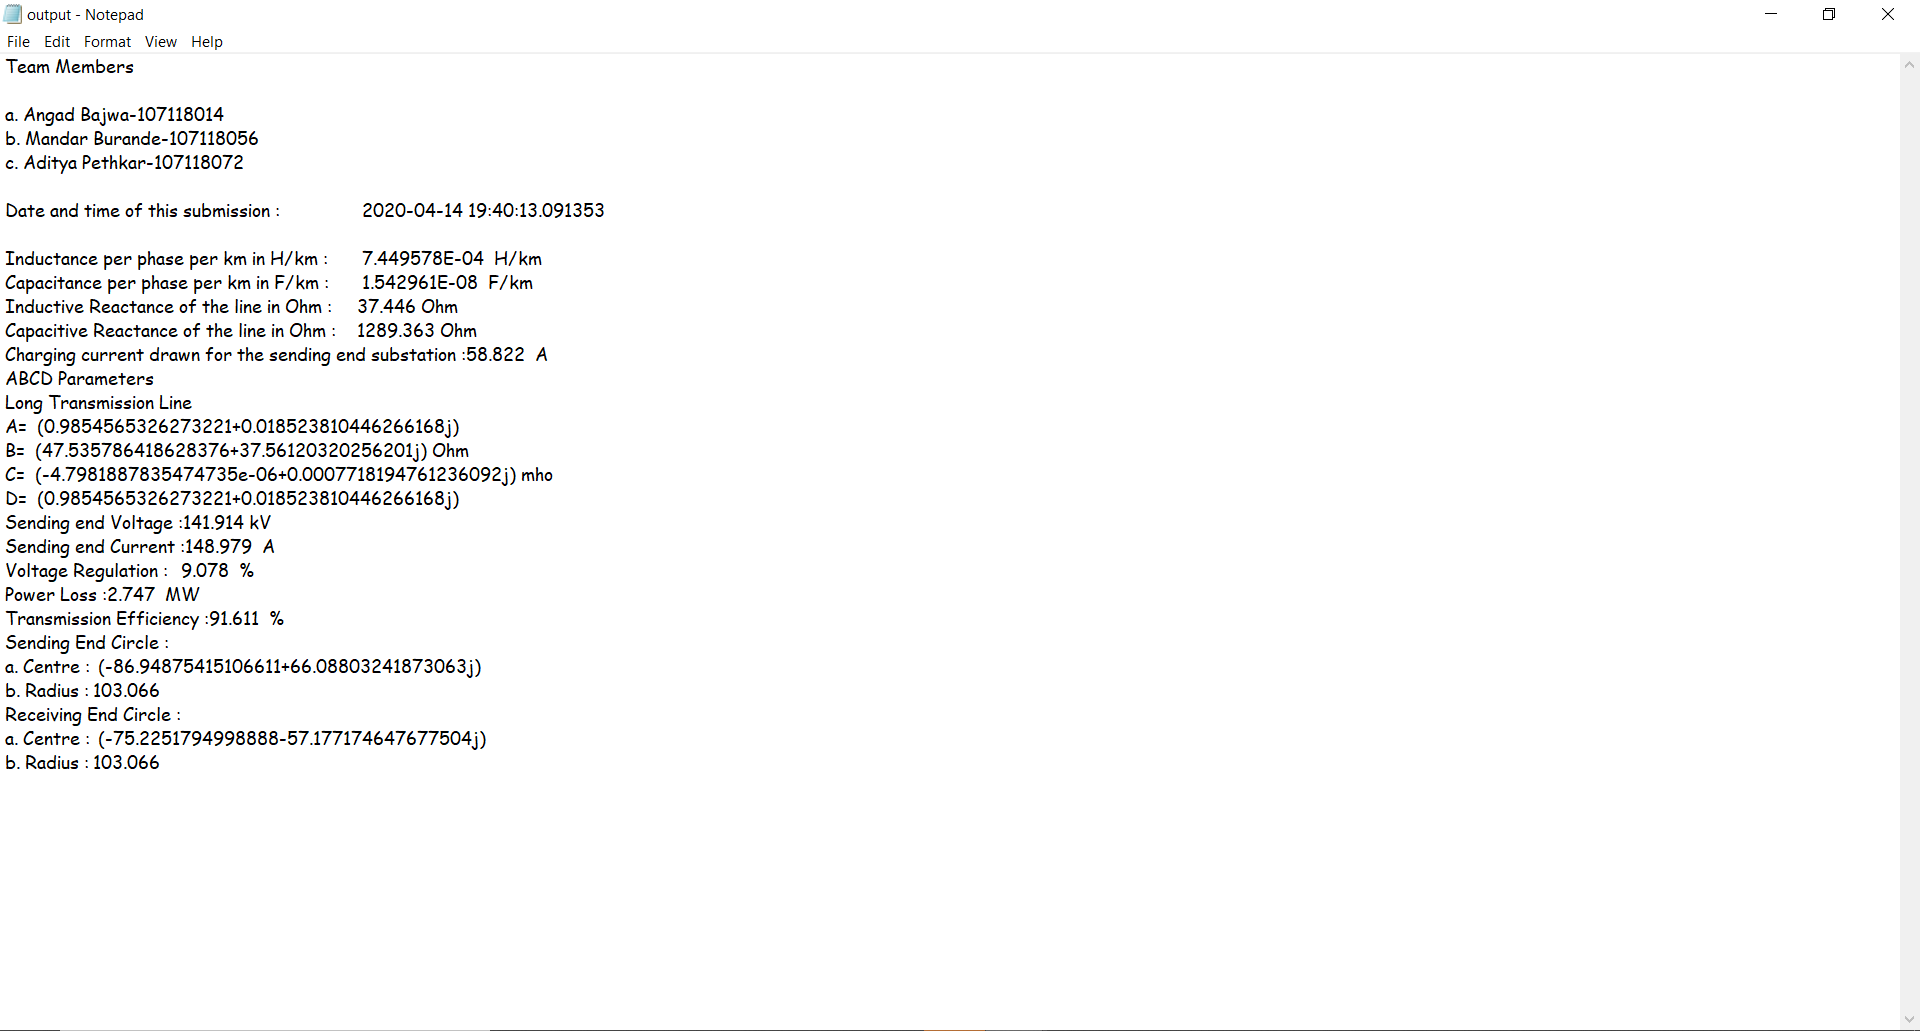 output - Notepad
File Edit Format View Help
Team Members
a. Angad Bajwa-107118014
b. Mandar Burande-107118056
c. Aditya Pethkar-107118072
Date and time of this submission : 2020-04-14 19:40:13.091353
Inductance per phase per km in H/km : 7.449578E-04 H/km
Capacitance per phase per km in F/km : 1.542961E-08 F/km
Inductive Reactance of the line in Ohm : 37.446 Ohm
Capacitive Reactance of the line in Ohm : 1289.363 Ohm
Charging current drawn for the sending end substation :58.822 A
ABCD Parameters
Long Transmission Line
A= (0.9854565326273221+0.018523810446266168j)
B= (47.535786418628376+37.56120320256201j) Ohm
C= (-4.7981887835474735e-06+0.0007718194761236092j) mho
D= (0.9854565326273221+0.018523810446266168j)
Sending end Voltage :141.914 kV
Sending end Current :148.979 A
Voltage Regulation : 9.078 %
Power Loss :2.747 MW
Transmission Efficiency :91.611 %
Sending End Circle :
a. Centre : (-86.94875415106611+66.08803241873063j)
b. Radius : 103.066
Receiving End Circle :
a. Centre : (-75.2251794998888-57.177174647677504j)
b. Radius : 103.066